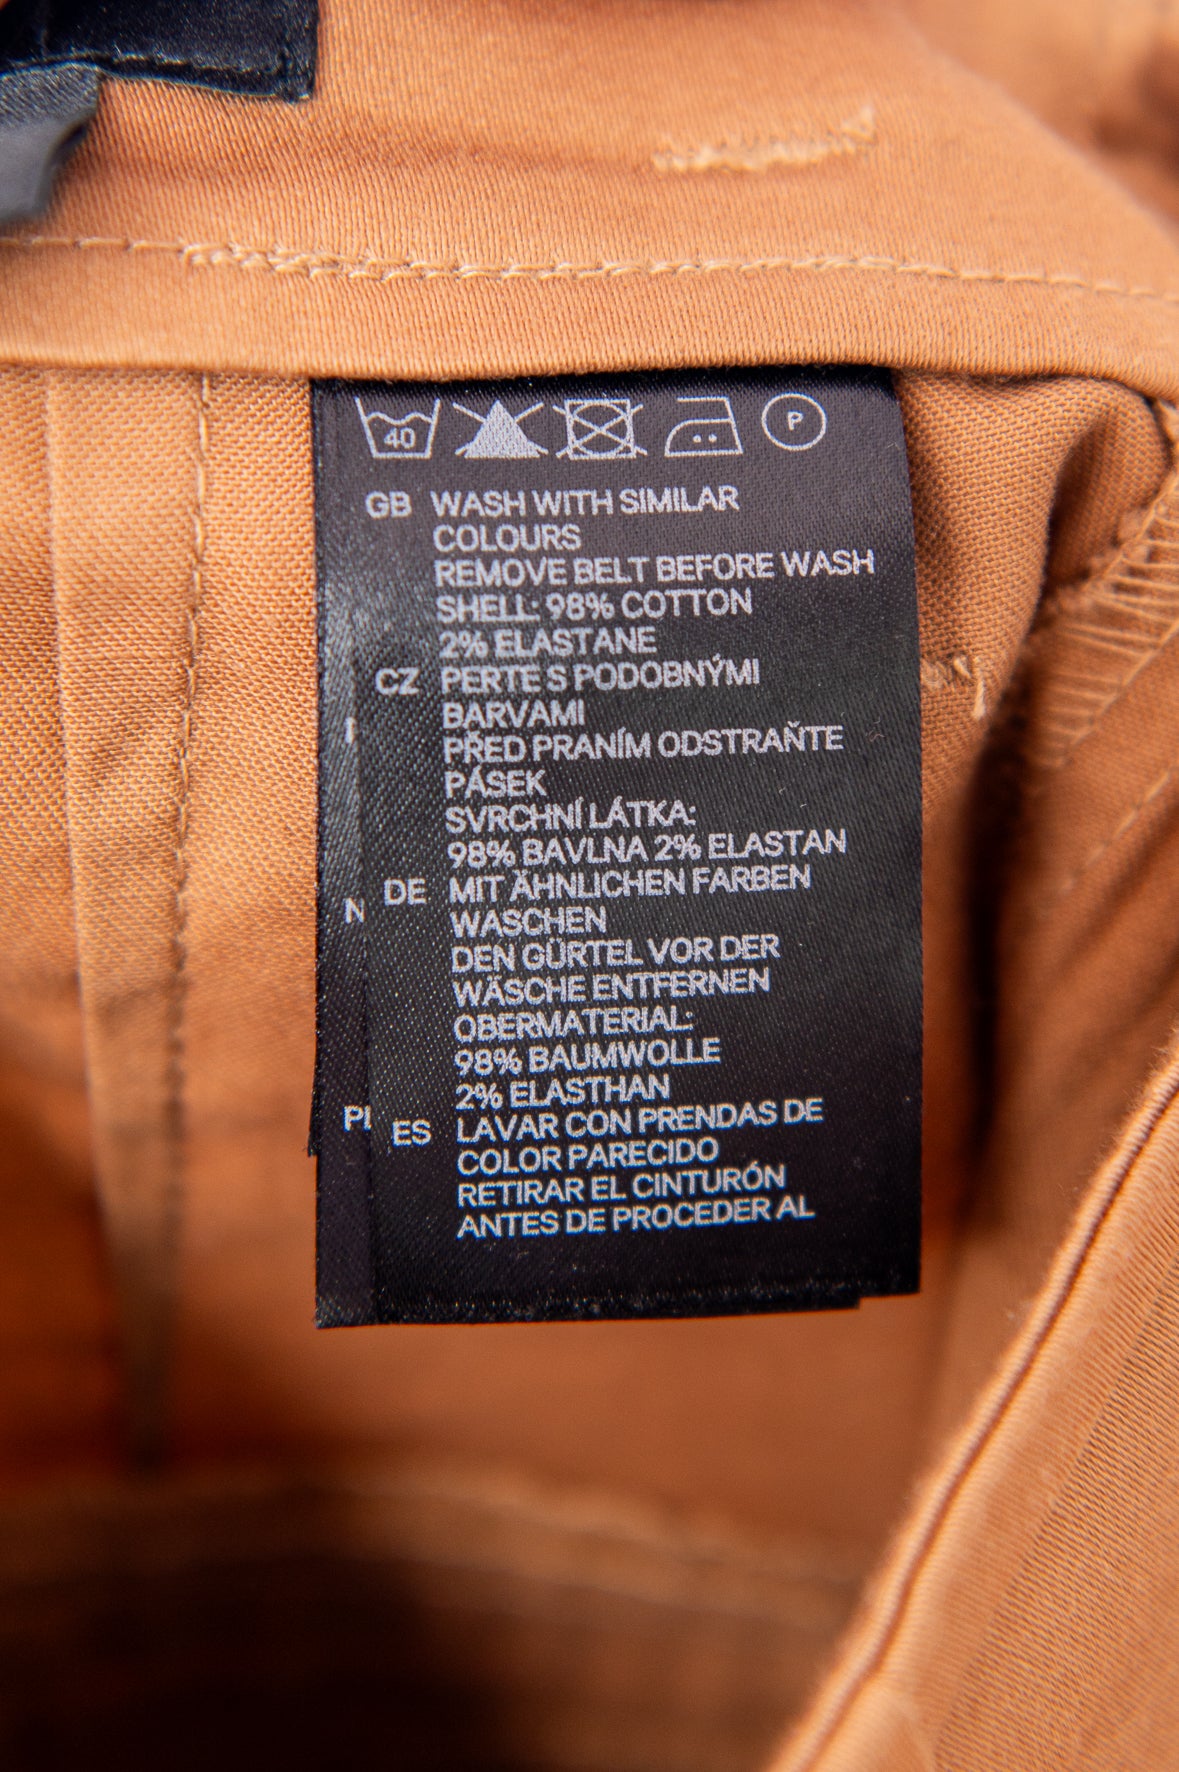 40 P
GB WASH WITH SIMILAR
COLOURS
REMOVE BELT BEFORE WASH
SHELL: 98% COTTON
2% ELASTANE
CZ PERTE S PODOBNÝMI
BARVAMI
PŘED PRANÍM ODSTRAŇTE
PÁSEK
SVRCHNÍ LÁTKA:
98% BAVLNA 2% ELASTAN
DE MIT ÄHNLICHEN FARBEN
WASCHEN
DEN GÜRTEL VOR DER
WÄSCHE ENTFERNEN
OBERMATERIAL:
98% BAUMWOLLE
2% ELASTHAN
ES LAVAR CON PRENDAS DE
COLOR PARECIDO
RETIRAR EL CINTURÓN
ANTES DE PROCEDER AL